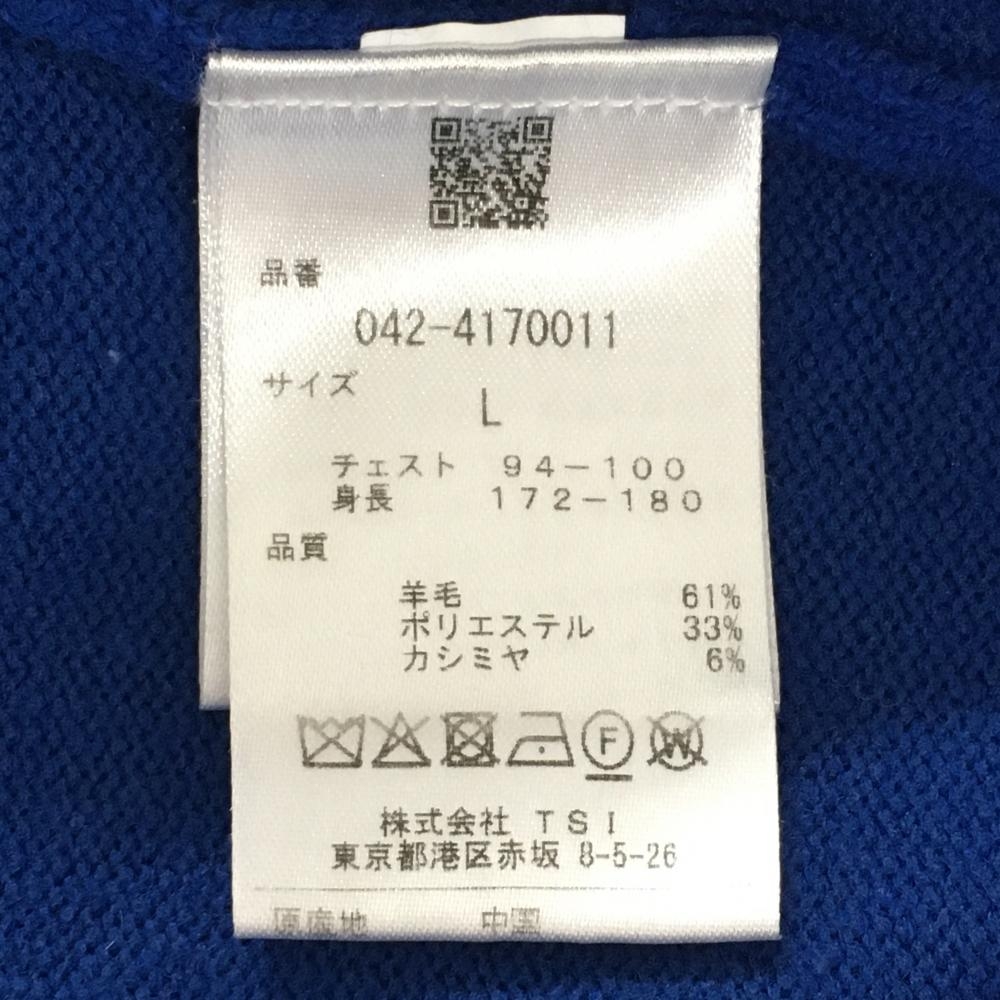 品番
042-4170011
サイズ
L
チェスト 94-100
身長 172-180
品質
羊毛 61%
ポリエステル 33%
カシミヤ 6%
F W
株式会社 TSI
東京都港区赤坂 8-5-26
原産地 中国